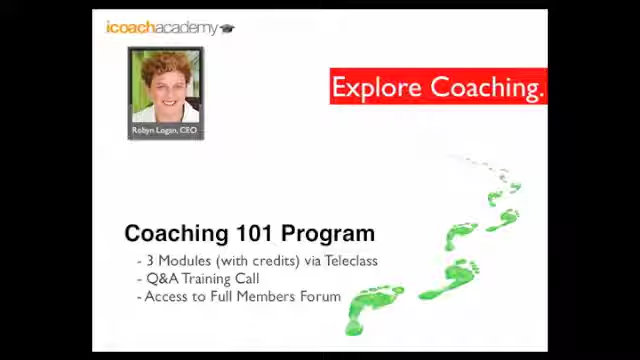 icoachacademy
Robyn Logan, CEO
Explore Coaching.
Coaching 101 Program
- 3 Modules (with credits) via Teleclass
- Q&A Training Call
- Access to Full Members Forum